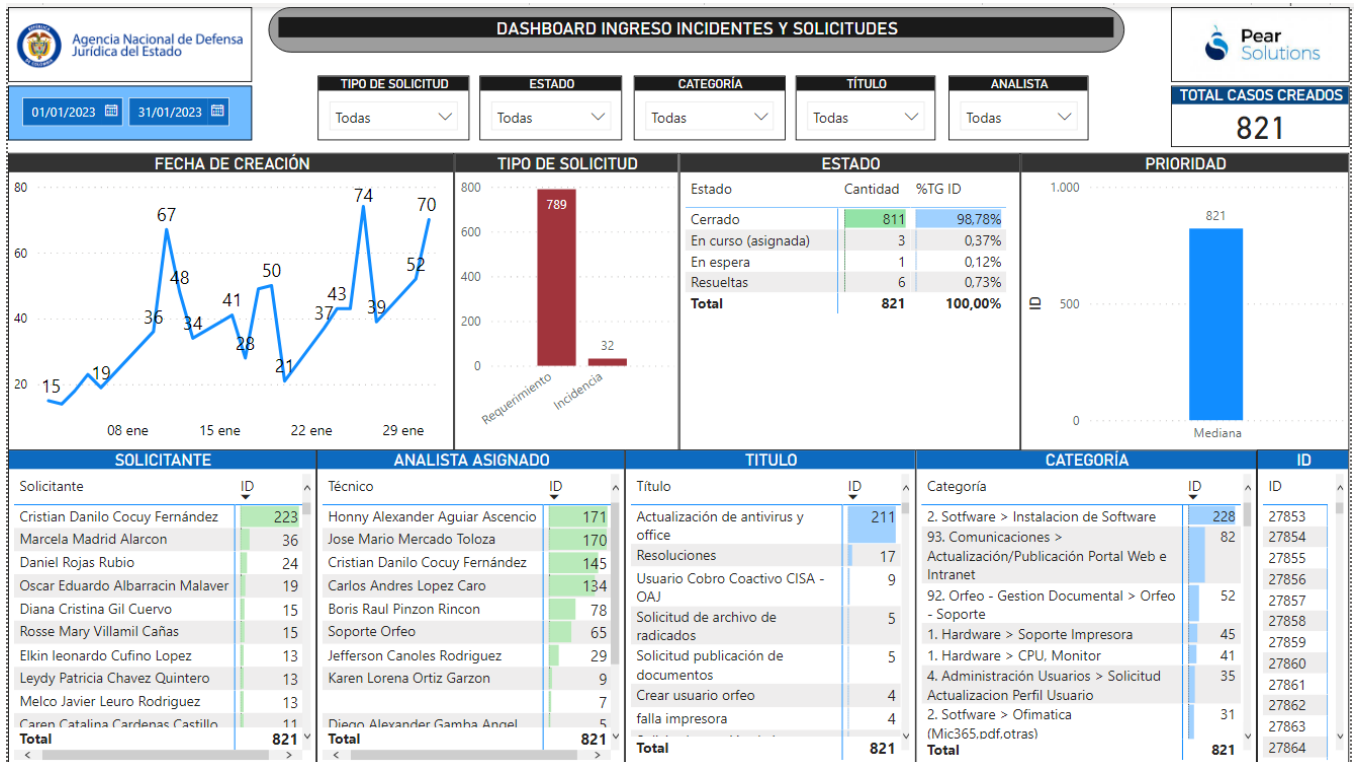 Agencia Nacional de Defensa
Jurídica del Estado
DASHBOARD INGRESO INCIDENTES Y SOLICITUDES
Pear
Solutions
01/01/2023
31/01/2023
TIPO DE SOLICITUD
Todas
ESTADO
Todas
CATEGORÍA
Todas
TÍTULO
Todas
ANALISTA
Todas
TOTAL CASOS CREADOS
821
FECHA DE CREACIÓN
80
60
40
20
15
19
36
67
48
34
41
28
50
21
37
43
74
39
52
70
08 ene
15 ene
22 ene
29 ene
TIPO DE SOLICITUD
800
600
400
200
0
789
32
Requerimiento
Incidencia
ESTADO
Estado Cantidad %TG ID
Cerrado 811 98,78%
En curso (asignada) 3 0,37%
En espera 1 0,12%
Resueltas 6 0,73%
Total 821 100,00%
PRIORIDAD
1.000
500
0
ID
821
Mediana
SOLICITANTE
Solicitante ID
Cristian Danilo Cocuy Fernández 223
Marcela Madrid Alarcon 36
Daniel Rojas Rubio 24
Oscar Eduardo Albarracin Malaver 19
Diana Cristina Gil Cuervo 15
Rosse Mary Villamil Cañas 15
Elkin leonardo Cufino Lopez 13
Leydy Patricia Chavez Quintero 13
Melco Javier Leuro Rodriguez 13
Caren Catalina Cardenas Castillo 11
Total 821
ANALISTA ASIGNADO
Técnico ID
Honny Alexander Aguiar Ascencio 171
Jose Mario Mercado Toloza 170
Cristian Danilo Cocuy Fernández 145
Carlos Andres Lopez Caro 134
Boris Raul Pinzon Rincon 78
Soporte Orfeo 65
Jefferson Canoles Rodriguez 29
Karen Lorena Ortiz Garzon 9
7
Diego Alexander Gamba Angel 5
Total 821
TITULO
Título ID
Actualización de antivirus y 211
office
Resoluciones 17
Usuario Cobro Coactivo CISA - 9
OAJ
Solicitud de archivo de 5
radicados
Solicitud publicación de 5
documentos
Crear usuario orfeo 4
falla impresora 4
Total 821
CATEGORÍA
Categoría ID
2. Sotfware > Instalacion de Software 228
93. Comunicaciones > 82
Actualización/Publicación Portal Web e
Intranet
92. Orfeo - Gestion Documental > Orfeo 52
- Soporte
1. Hardware > Soporte Impresora 45
1. Hardware > CPU, Monitor 41
4. Administración Usuarios > Solicitud 35
Actualizacion Perfil Usuario
2. Sotfware > Ofimatica 31
(Mic365,pdf,otras)
Total 821
ID
ID
27853
27854
27855
27856
27857
27858
27859
27860
27861
27862
27863
27864